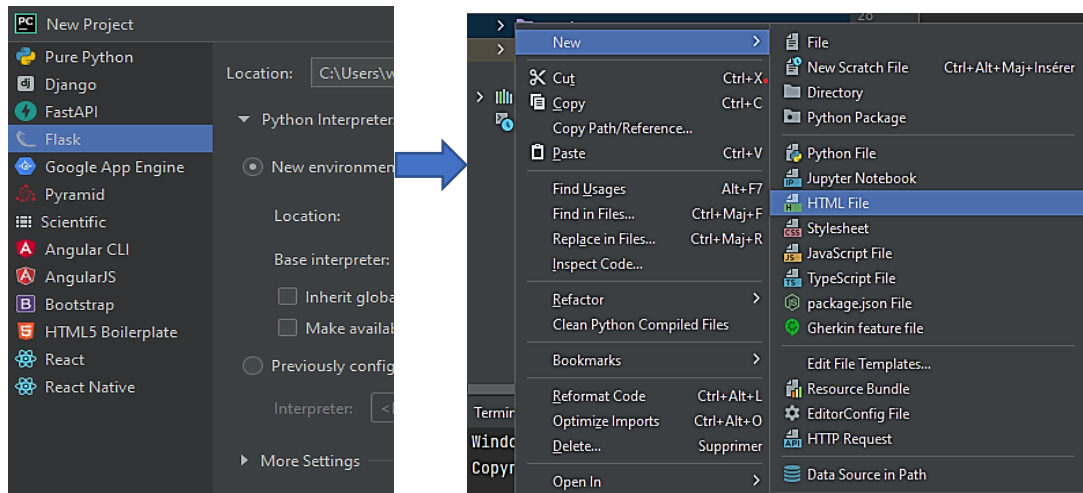 PC New Project
Pure Python
Django
FastAPI
Flask
Google App Engine
Pyramid
Scientific
Angular CLI
AngularJS
Bootstrap
HTML5 Boilerplate
React
React Native
Location: C:\Users\w
Python Interpreter:
New environmen
Location:
Base interpreter:
Inherit globa
Make availab
Previously config
Interpreter:
More Settings
28
New
Cut Ctrl+X
Copy Ctrl+C
Copy Path/Reference...
Paste Ctrl+V
Find Usages Alt+F7
Find in Files... Ctrl+Maj+F
Replace in Files... Ctrl+Maj+R
Inspect Code...
Refactor
Clean Python Compiled Files
Bookmarks
Reformat Code Ctrl+Alt+L
Optimize Imports Ctrl+Alt+O
Delete... Supprimer
Open In
File
New Scratch File Ctrl+Alt+Maj+Insérer
Directory
Python Package
Python File
Jupyter Notebook
HTML File
Stylesheet
JavaScript File
TypeScript File
package.json File
Gherkin feature file
Edit File Templates...
Resource Bundle
EditorConfig File
HTTP Request
Data Source in Path
Termin
Windo
Copyr